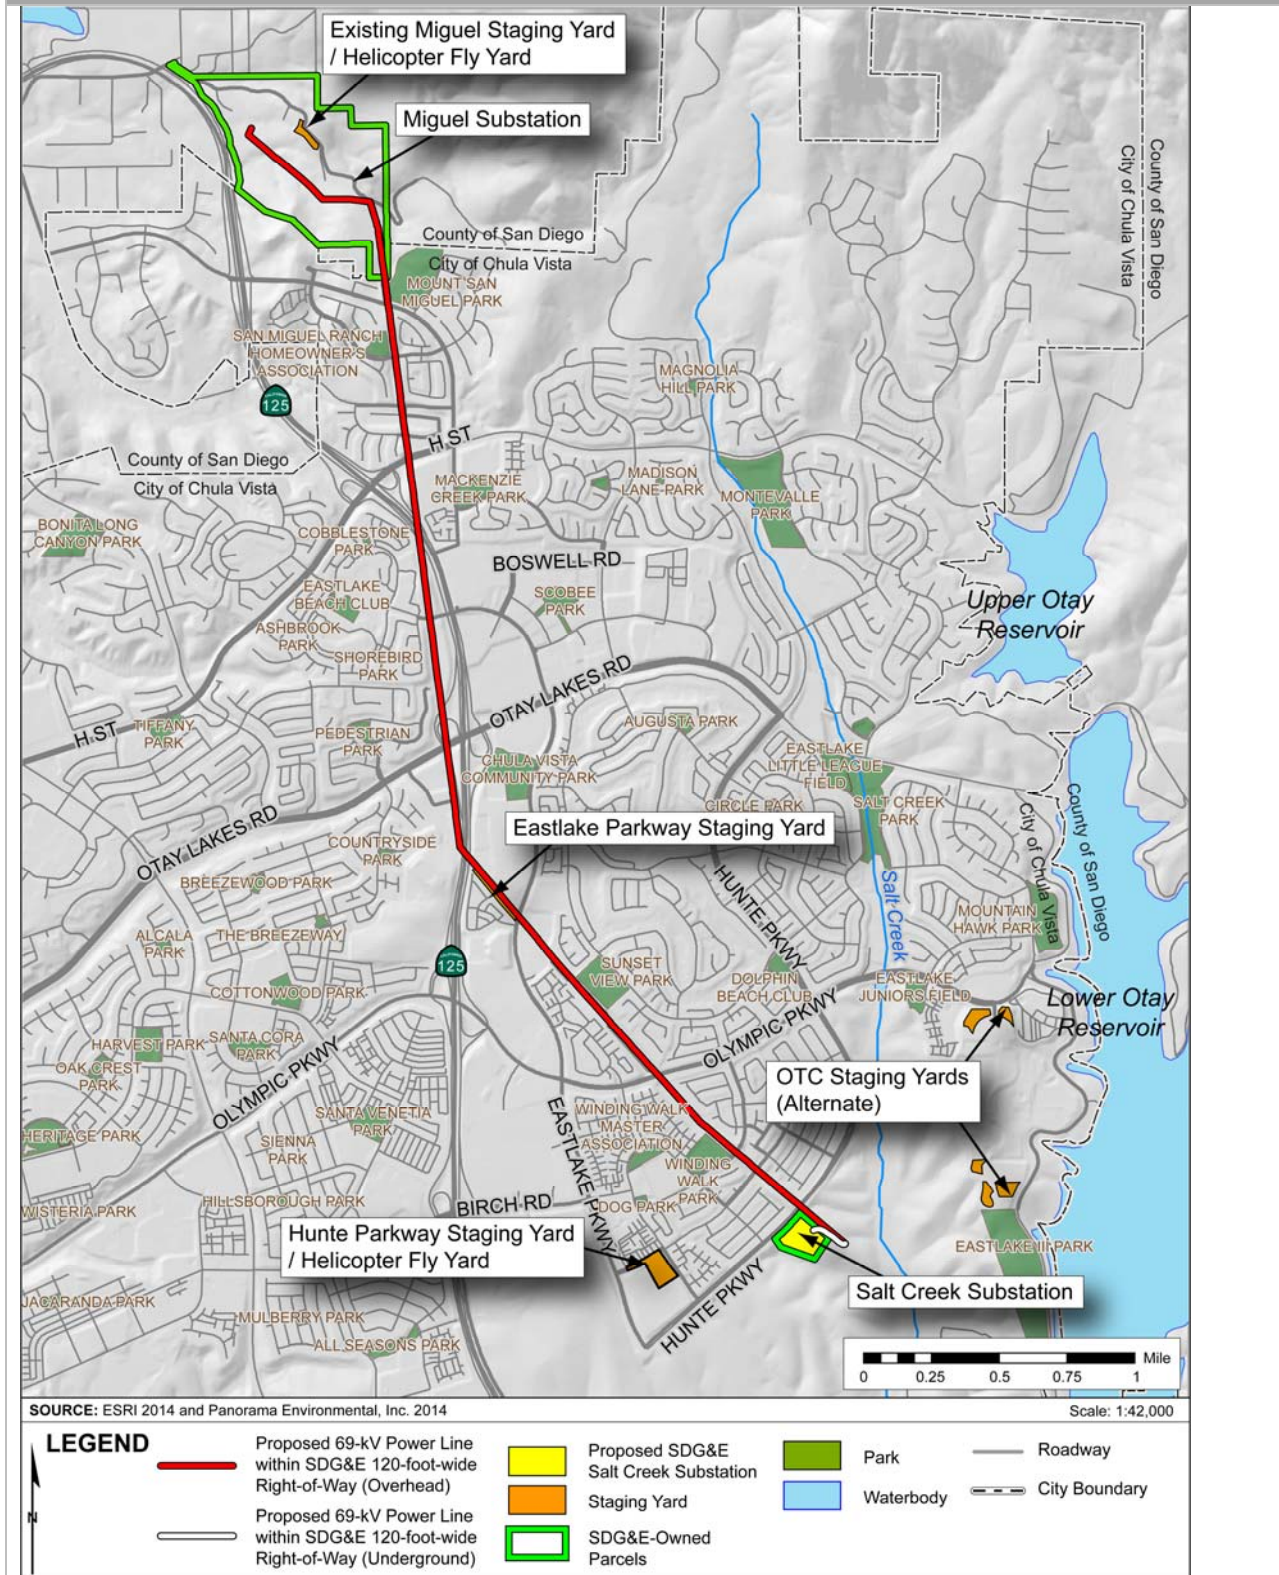 Existing Miguel Staging Yard
/ Helicopter Fly Yard
Miguel Substation
County of San Diego
City of Chula Vista
County of San Diego
City of Chula Vista
MOUNT SAN
MIGUEL PARK
SAN MIGUEL RANCH
HOMEOWNER'S
ASSOCIATION
MAGNOLIA
HILL PARK
125
H ST
County of San Diego
City of Chula Vista
MACKENZIE
CREEK PARK
MADISON
LANE PARK
MONTEVALLE
PARK
BONITA LONG
CANYON PARK
COBBLESTONE
PARK
BOSWELL RD
EASTLAKE
BEACH CLUB
SCOBEE
PARK
Upper Otay
Reservoir
ASHBROOK
PARK
SHOREBIRD
PARK
OTAY LAKES RD
H ST
TIFFANY
PARK
PEDESTRIAN
PARK
AUGUSTA PARK
CHULA VISTA
COMMUNITY PARK
EASTLAKE
LITTLE LEAGUE
FIELD
CIRCLE PARK
SALT CREEK
PARK
City of Chula Vista
County of San Diego
Eastlake Parkway Staging Yard
OTAY LAKES RD
COUNTRYSIDE
PARK
BREEZEWOOD PARK
HUNTE PKWY
Salt Creek
MOUNTAIN
HAWK PARK
ALCALA
PARK
THE BREEZEWAY
125
SUNSET
VIEW PARK
DOLPHIN
BEACH CLUB
EASTLAKE
JUNIORS FIELD
COTTONWOOD PARK
Lower Otay
Reservoir
HARVEST PARK
SANTA CORA
PARK
OLYMPIC PKWY
OAK CREST
PARK
OLYMPIC PKWY
OTC Staging Yards
(Alternate)
SANTA VENETIA
PARK
EASTLAKE PKWY
WINDING WALK
MASTER
ASSOCIATION
HERITAGE PARK
SIENNA
PARK
WINDING
WALK
PARK
WISTERIA PARK
HILLSBOROUGH PARK
BIRCH RD
DOG PARK
Hunte Parkway Staging Yard
/ Helicopter Fly Yard
EASTLAKE III PARK
Salt Creek Substation
JACARANDA PARK
MULBERRY PARK
HUNTE PKWY
ALL SEASONS PARK
Mile
0 0.25 0.5 0.75 1
SOURCE: ESRI 2014 and Panorama Environmental, Inc. 2014
Scale: 1:42,000
LEGEND
N
Proposed 69-kV Power Line
within SDG&E 120-foot-wide
Right-of-Way (Overhead)
Proposed 69-kV Power Line
within SDG&E 120-foot-wide
Right-of-Way (Underground)
Proposed SDG&E
Salt Creek Substation
Staging Yard
SDG&E-Owned
Parcels
Park
Waterbody
Roadway
City Boundary